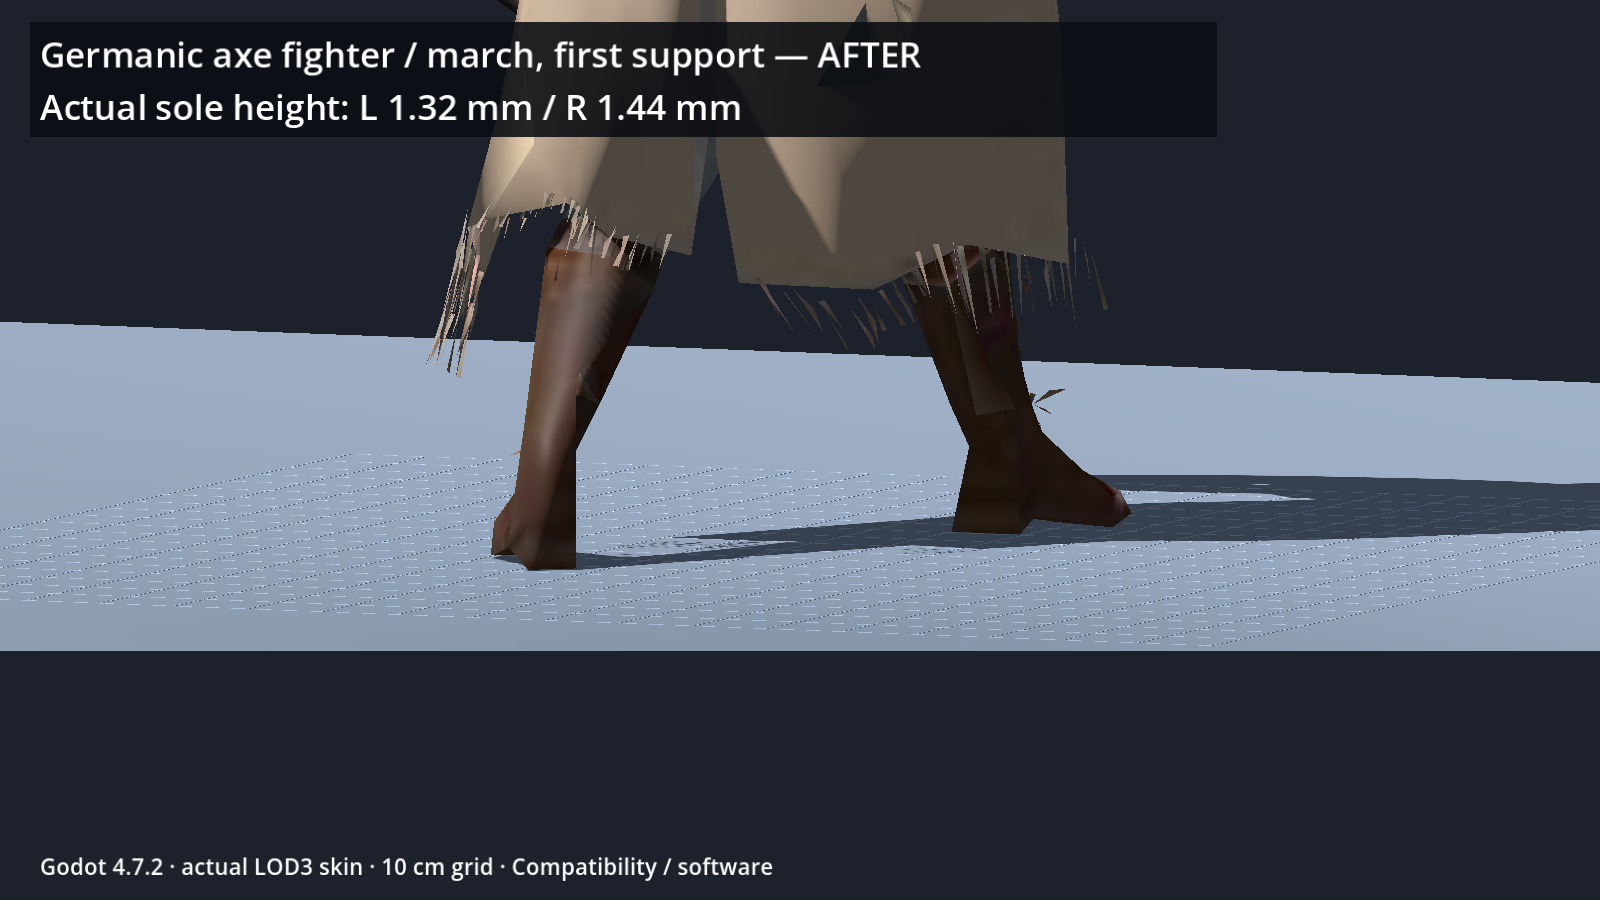 Germanic axe fighter / march, first support — AFTER
Actual sole height: L 1.32 mm / R 1.44 mm
Godot 4.7.2 · actual LOD3 skin · 10 cm grid · Compatibility / software